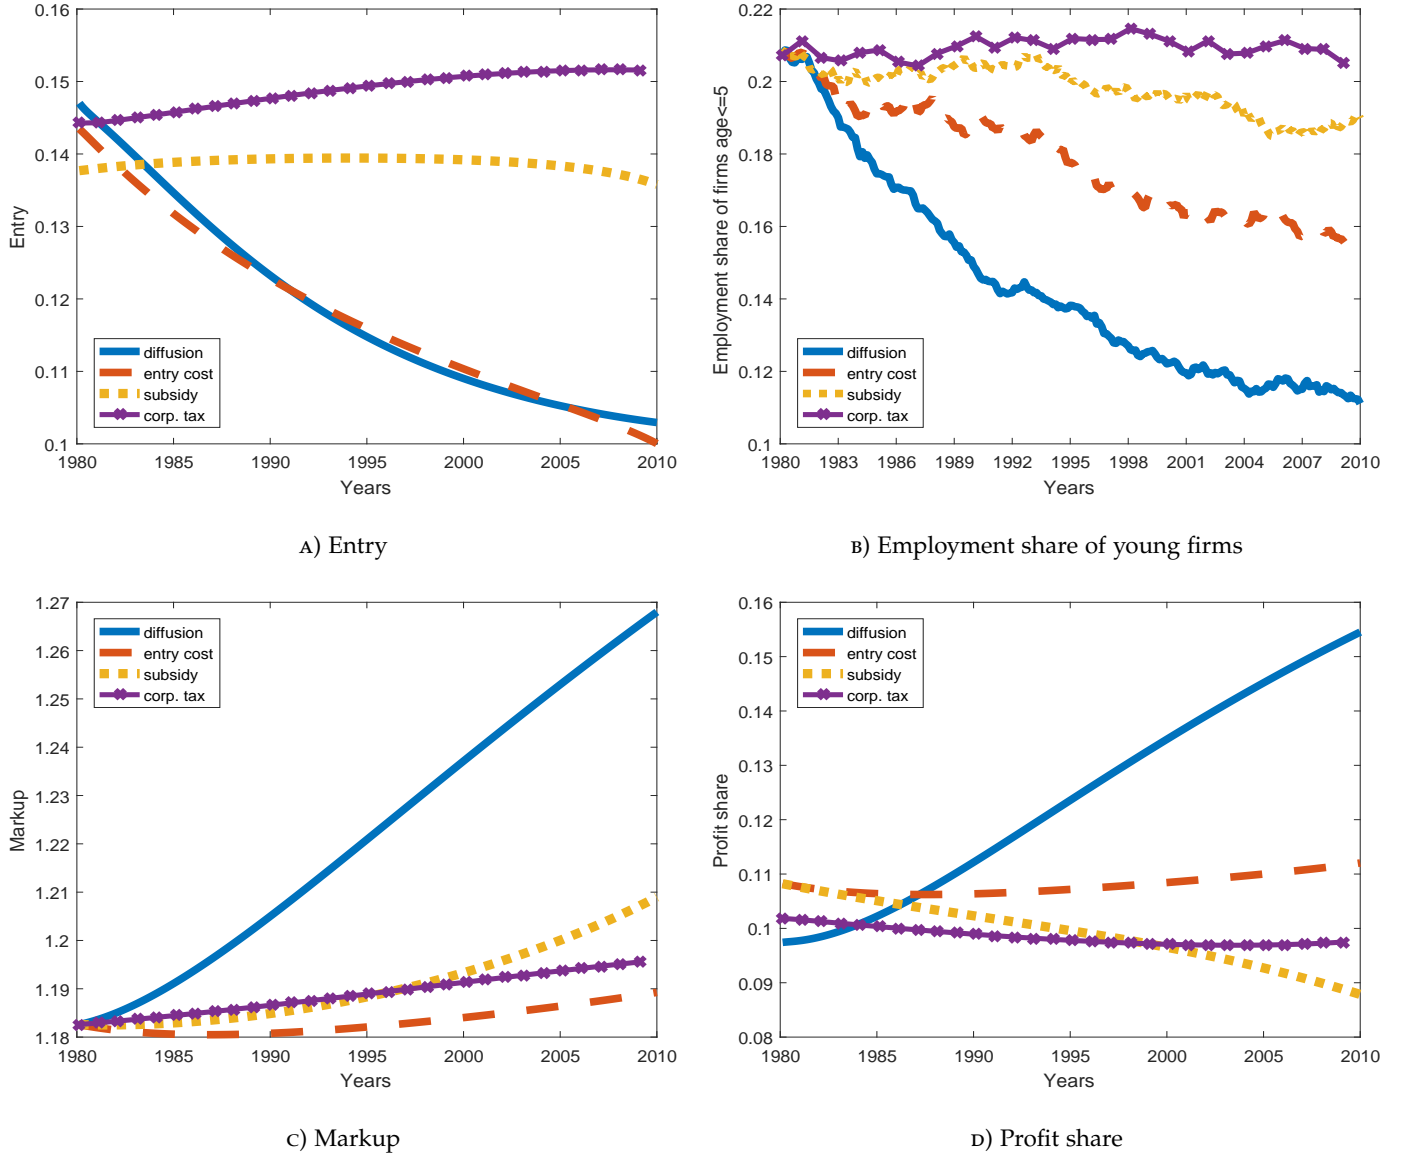 0.16
0.15
0.14
0.13
0.12
0.11
0.1
Entry
diffusion
entry cost
subsidy
corp. tax
1980 1985 1990 1995 2000 2005 2010
Years
A) Entry
0.22
0.2
0.18
0.16
0.14
0.12
0.1
Employment share of firms age<=5
diffusion
entry cost
subsidy
corp. tax
1980 1983 1986 1989 1992 1995 1998 2001 2004 2007 2010
Years
B) Employment share of young firms
1.27
1.26
1.25
1.24
1.23
1.22
1.21
1.2
1.19
1.18
Markup
diffusion
entry cost
subsidy
corp. tax
1980 1985 1990 1995 2000 2005 2010
Years
C) Markup
0.16
0.15
0.14
0.13
0.12
0.11
0.1
0.09
0.08
Profit share
diffusion
entry cost
subsidy
corp. tax
1980 1985 1990 1995 2000 2005 2010
Years
D) Profit share